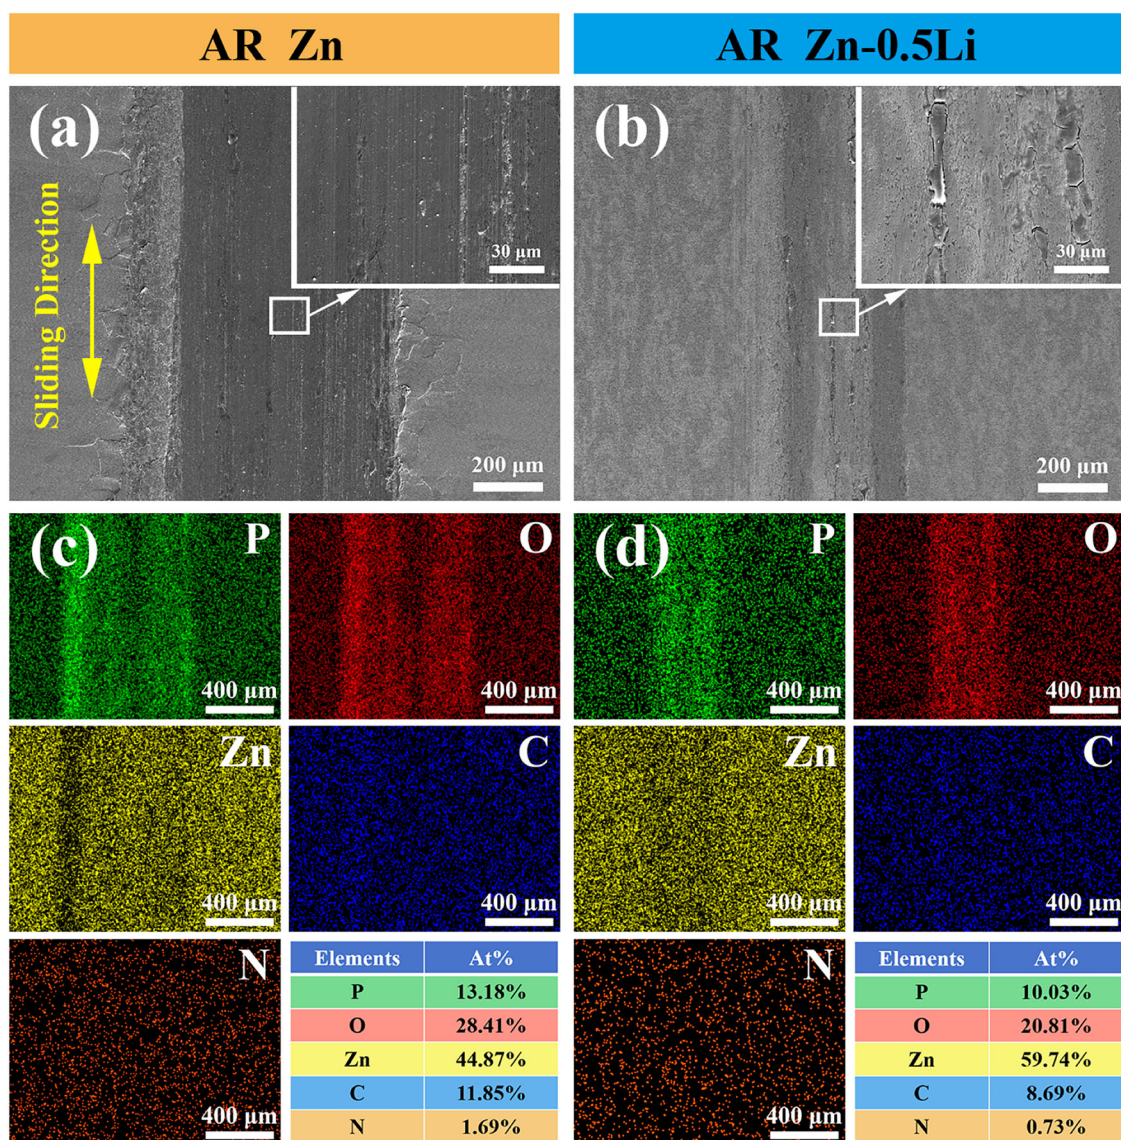 AR Zn
AR Zn-0.5Li
(a)
Sliding Direction
30 μm
200 μm
(b)
30 μm
200 μm
(c)
P
400 μm
O
400 μm
(d)
P
400 μm
O
400 μm
Zn
400 μm
C
400 μm
Zn
400 μm
C
400 μm
N
400 μm
Elements At%
P 13.18%
O 28.41%
Zn 44.87%
C 11.85%
N 1.69%
N
400 μm
Elements At%
P 10.03%
O 20.81%
Zn 59.74%
C 8.69%
N 0.73%